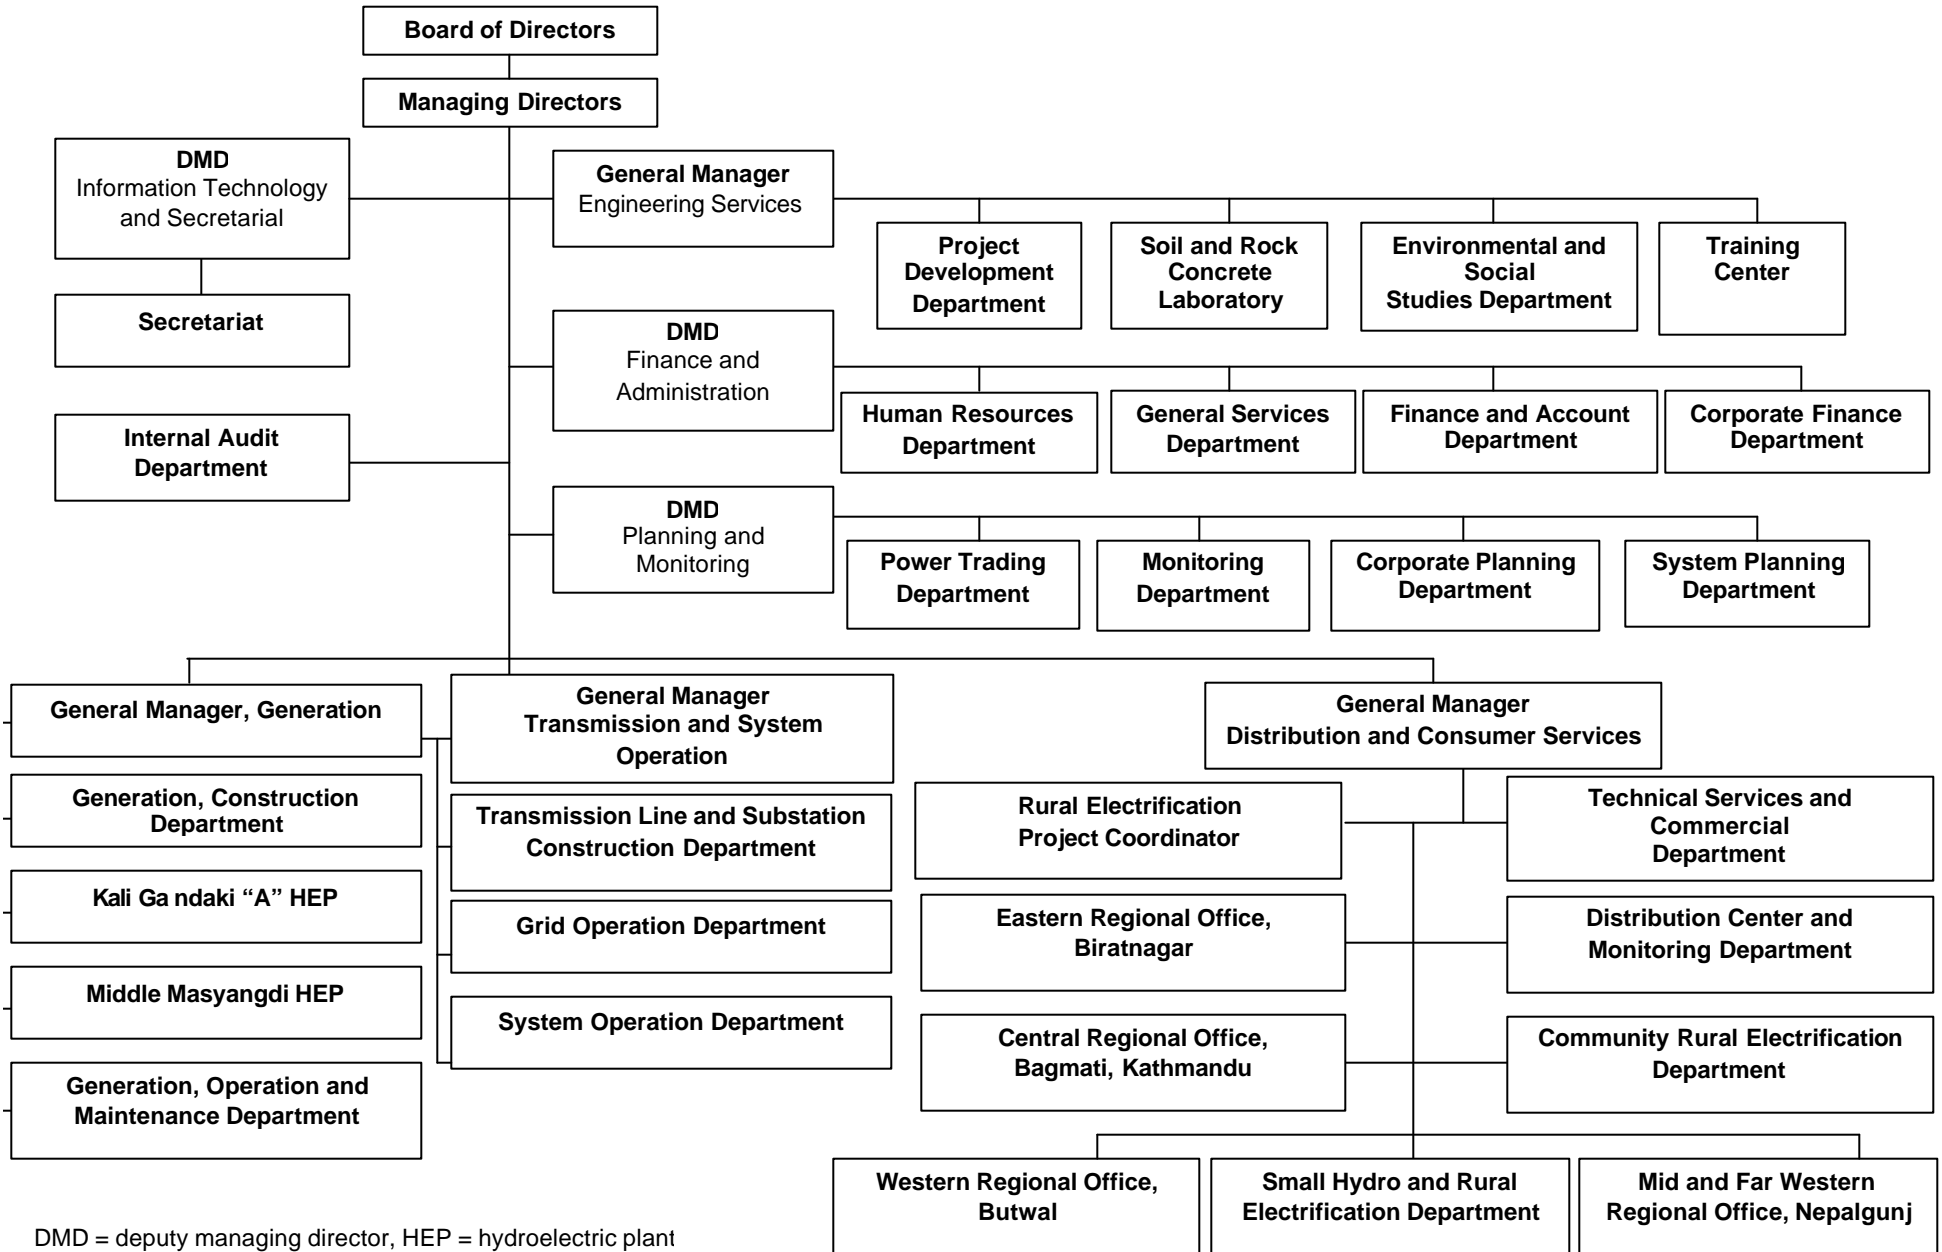 Board of Directors
Managing Directors
DMD
Information Technology
and Secretarial
General Manager
Engineering Services
Project
Development
Department
Soil and Rock
Concrete
Laboratory
Environmental and
Social
Studies Department
Training
Center
Secretariat
DMD
Finance and
Administration
Human Resources
Department
General Services
Department
Finance and Account
Department
Corporate Finance
Department
Internal Audit
Department
DMD
Planning and
Monitoring
Power Trading
Department
Monitoring
Department
Corporate Planning
Department
System Planning
Department
General Manager, Generation
Generation, Construction
Department
Kali Ga ndaki “A” HEP
Middle Masyangdi HEP
Generation, Operation and
Maintenance Department
General Manager
Transmission and System
Operation
Transmission Line and Substation
Construction Department
Grid Operation Department
System Operation Department
General Manager
Distribution and Consumer Services
Rural Electrification
Project Coordinator
Technical Services and
Commercial
Department
Eastern Regional Office,
Biratnagar
Distribution Center and
Monitoring Department
Central Regional Office,
Bagmati, Kathmandu
Community Rural Electrification
Department
Western Regional Office,
Butwal
Small Hydro and Rural
Electrification Department
Mid and Far Western
Regional Office, Nepalgunj
DMD = deputy managing director, HEP = hydroelectric plant